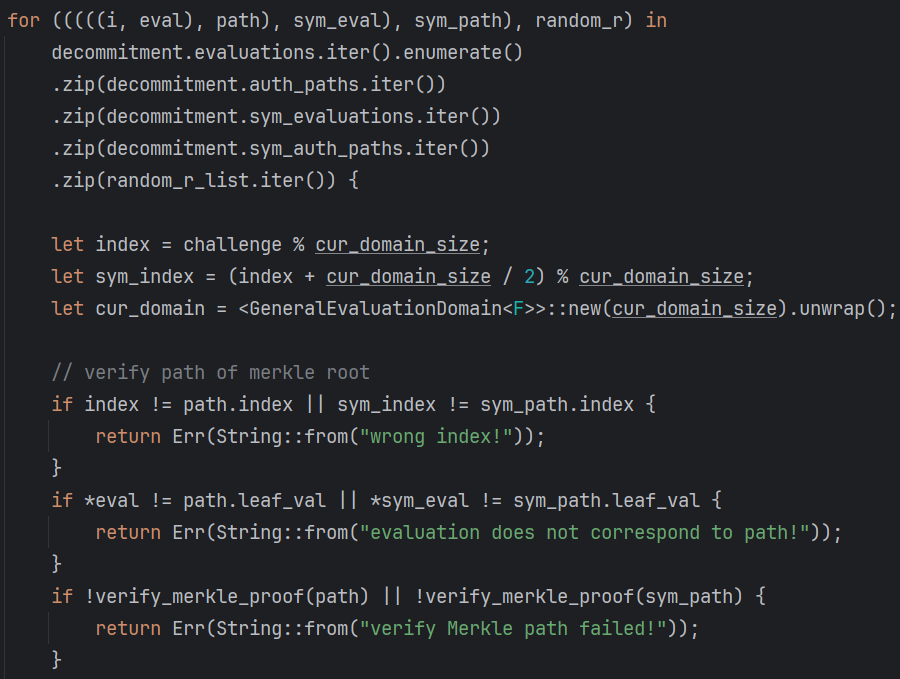 for (((((i, eval), path), sym_eval), sym_path), random_r) in
decommitment.evaluations.iter().enumerate()
.zip(decommitment.auth_paths.iter())
.zip(decommitment.sym_evaluations.iter())
.zip(decommitment.sym_auth_paths.iter())
.zip(random_r_list.iter()) {
let index = challenge % cur_domain_size;
let sym_index = (index + cur_domain_size / 2) % cur_domain_size;
let cur_domain = <GeneralEvaluationDomain<F>>::new(cur_domain_size).unwrap();
// verify path of merkle root
if index != path.index || sym_index != sym_path.index {
return Err(String::from("wrong index!"));
}
if *eval != path.leaf_val || *sym_eval != sym_path.leaf_val {
return Err(String::from("evaluation does not correspond to path!"));
}
if !verify_merkle_proof(path) || !verify_merkle_proof(sym_path) {
return Err(String::from("verify Merkle path failed!"));
}